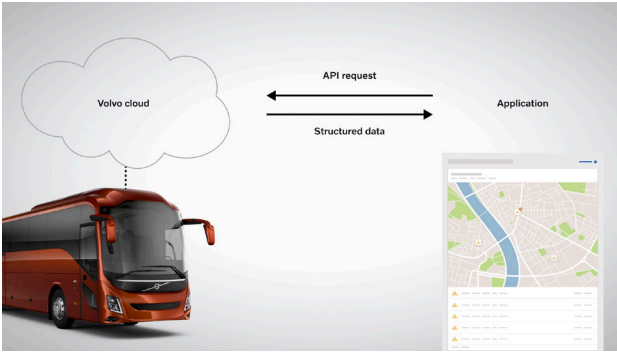 API request
Volvo cloud
Application
Structured data